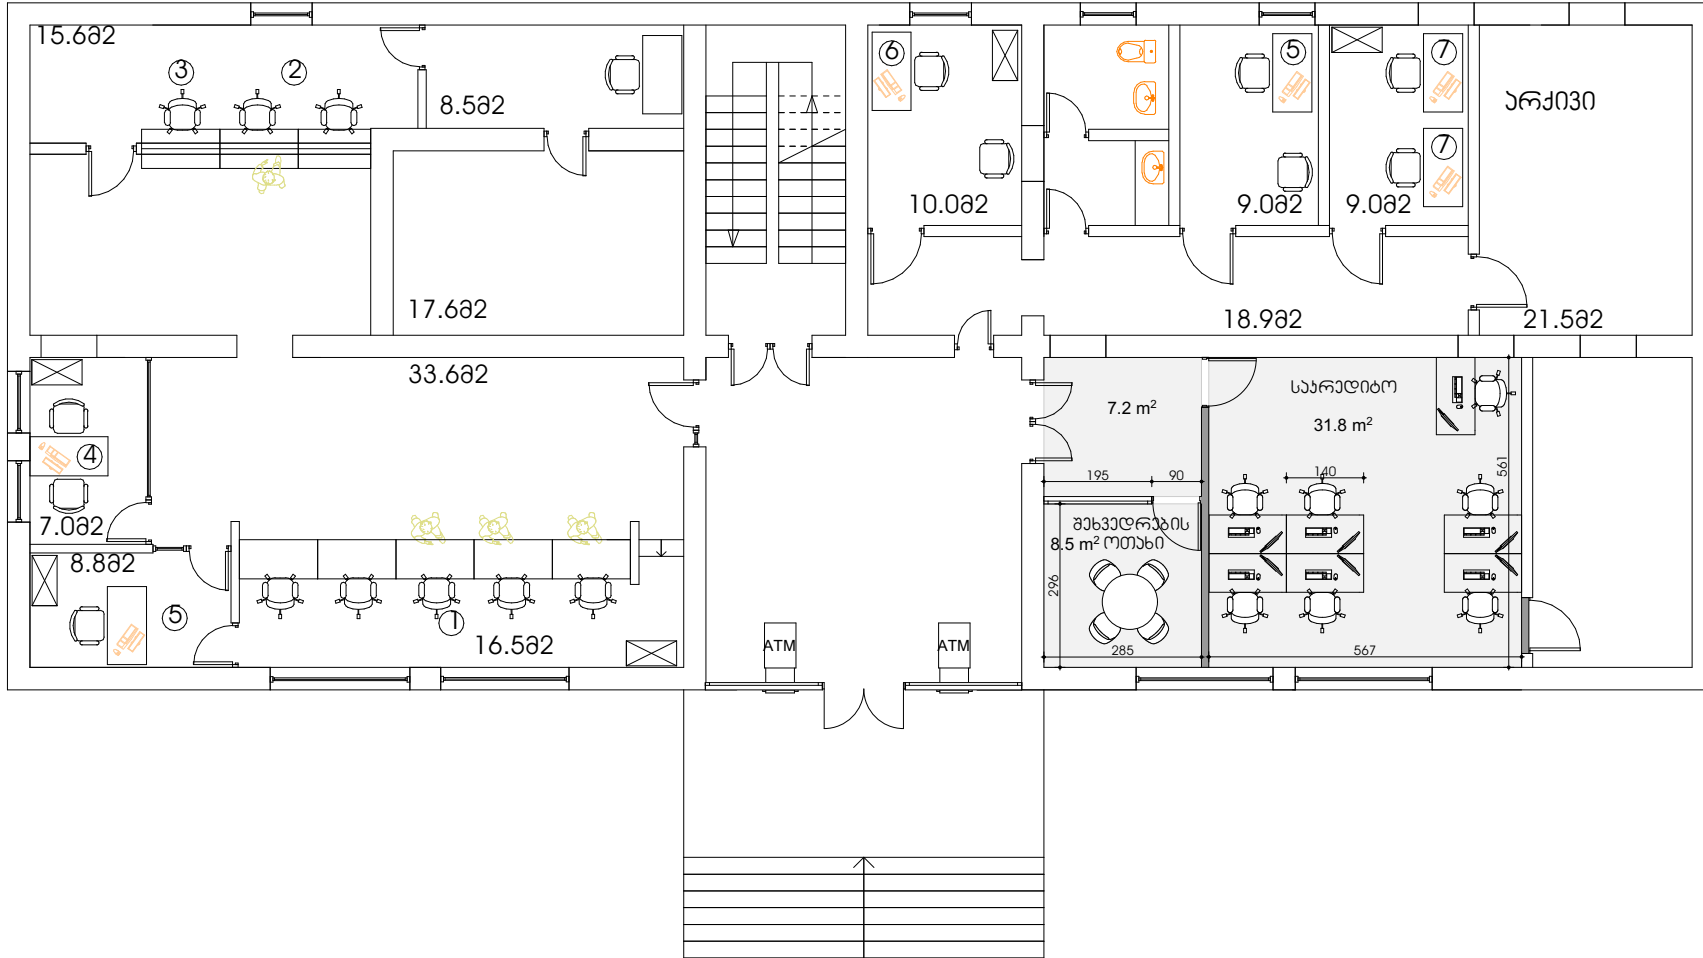 15.6მ2
③
②
8.5მ2
⑥
⑤
⑦
არქივი
⑦
10.0მ2
9.0მ2
9.0მ2
17.6მ2
18.9მ2
21.5მ2
33.6მ2
საკრედიტო
7.2 m²
31.8 m²
④
195
90
140
561
7.0მ2
შეხვედრების
8.5 m² ოთახი
8.8მ2
296
⑤
①
16.5მ2
ATM
ATM
285
567